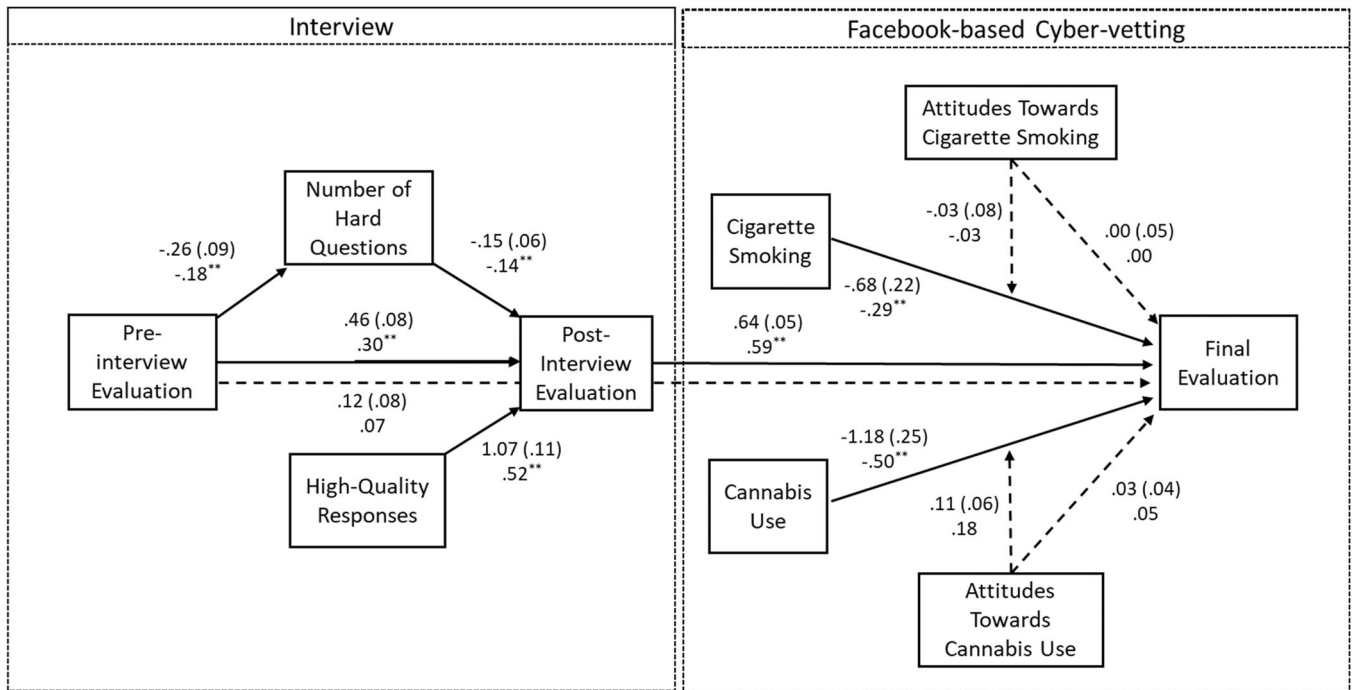 Interview
Number of
Hard
Questions
-.26 (.09)
-.18**
-.15 (.06)
-.14**
Pre-
interview
Evaluation
.46 (.08)
.30**
Post-
Interview
Evaluation
.12 (.08)
.07
1.07 (.11)
.52**
High-Quality
Responses
Facebook-based Cyber-vetting
Attitudes Towards
Cigarette Smoking
Cigarette
Smoking
-.03 (.08)
-.03
.00 (.05)
.00
-.68 (.22)
-.29**
.64 (.05)
.59**
Final
Evaluation
-1.18 (.25)
-.50**
Cannabis
Use
.11 (.06)
.18
.03 (.04)
.05
Attitudes
Towards
Cannabis Use